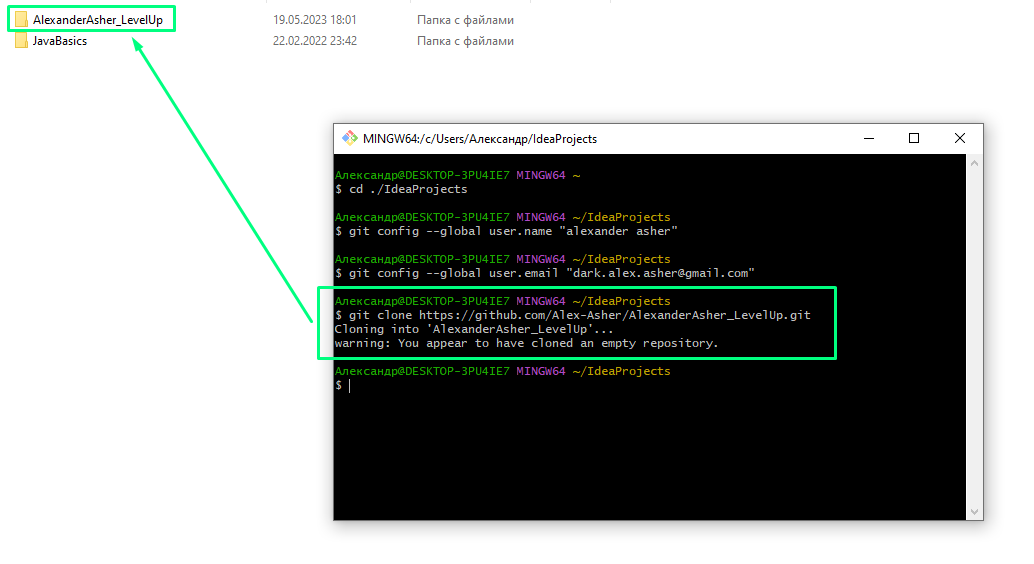 AlexanderAsher_LevelUp 19.05.2023 18:01 Папка с файлами
JavaBasics 22.02.2022 23:42 Папка с файлами
MINGW64:/c/Users/Александр/IdeaProjects
Александр@DESKTOP-3PU4IE7 MINGW64 ~
$ cd ./IdeaProjects
Александр@DESKTOP-3PU4IE7 MINGW64 ~/IdeaProjects
$ git config --global user.name "alexander asher"
Александр@DESKTOP-3PU4IE7 MINGW64 ~/IdeaProjects
$ git config --global user.email "dark.alex.asher@gmail.com"
Александр@DESKTOP-3PU4IE7 MINGW64 ~/IdeaProjects
$ git clone https://github.com/Alex-Asher/AlexanderAsher_LevelUp.git
Cloning into 'AlexanderAsher_LevelUp'...
warning: You appear to have cloned an empty repository.
Александр@DESKTOP-3PU4IE7 MINGW64 ~/IdeaProjects
$